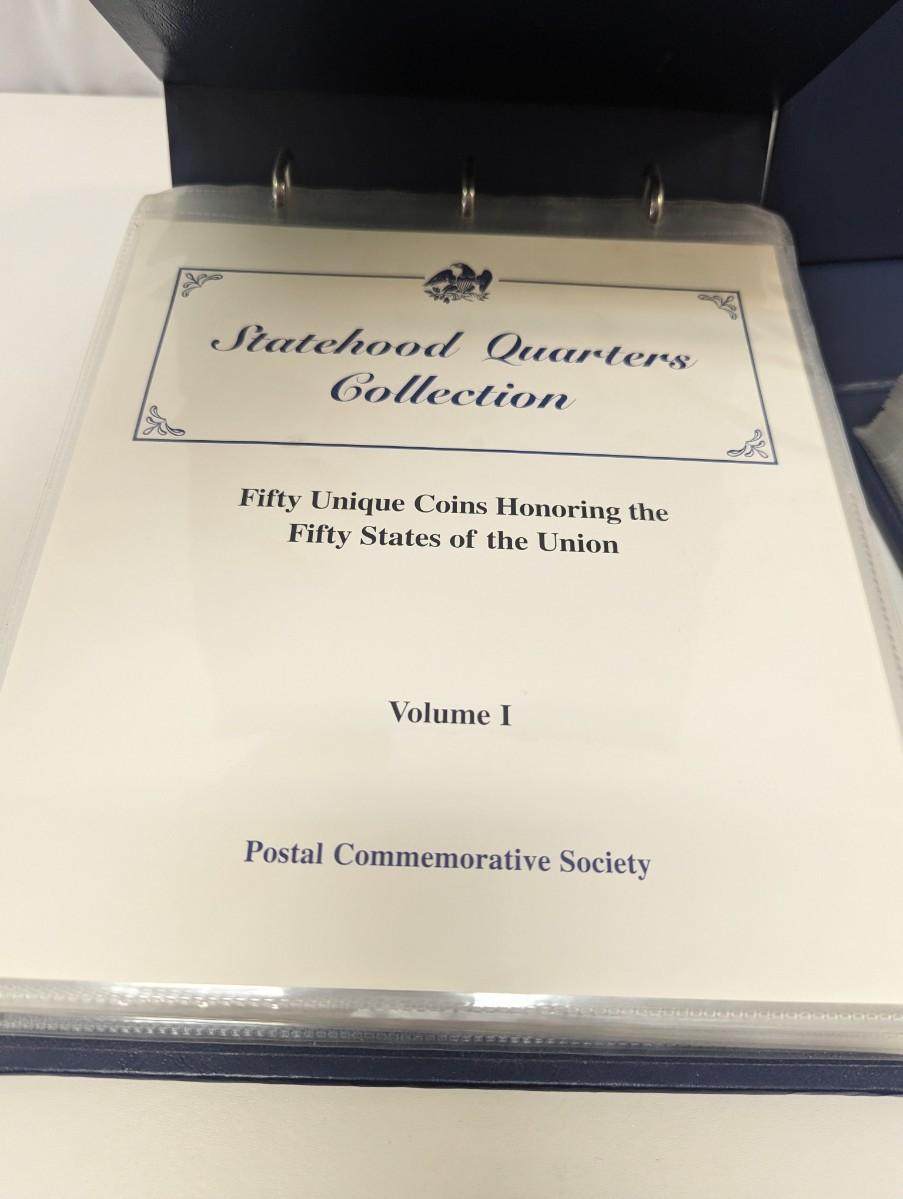 Statehood Quarters
Collection
Fifty Unique Coins Honoring the
Fifty States of the Union
Volume I
Postal Commemorative Society